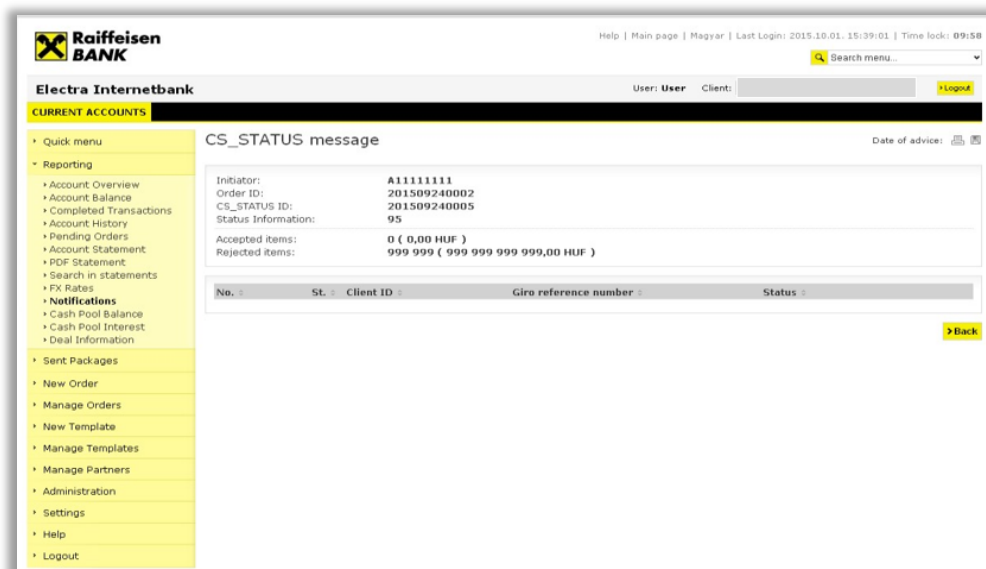 Raiffeisen
BANK
Help | Main page | Magyar | Last Login: 2015.10.01. 15:39:01 | Time lock: 09:58
Search menu...
Electra Internetbank
User: User Client:
Logout
CURRENT ACCOUNTS
Quick menu
Reporting
Account Overview
Account Balance
Completed Transactions
Account History
Pending Orders
Account Statement
PDF Statement
Search in statements
FX Rates
Notifications
Cash Pool Balance
Cash Pool Interest
Deal Information
Sent Packages
New Order
Manage Orders
New Template
Manage Templates
Manage Partners
Administration
Settings
Help
Logout
CS_STATUS message
Date of advice:
Initiator: A11111111
Order ID: 201509240002
CS_STATUS ID: 201509240005
Status Information: 95
Accepted items: 0 ( 0,00 HUF )
Rejected items: 999 999 ( 999 999 999 999,00 HUF )
No. St. Client ID Giro reference number Status
Back